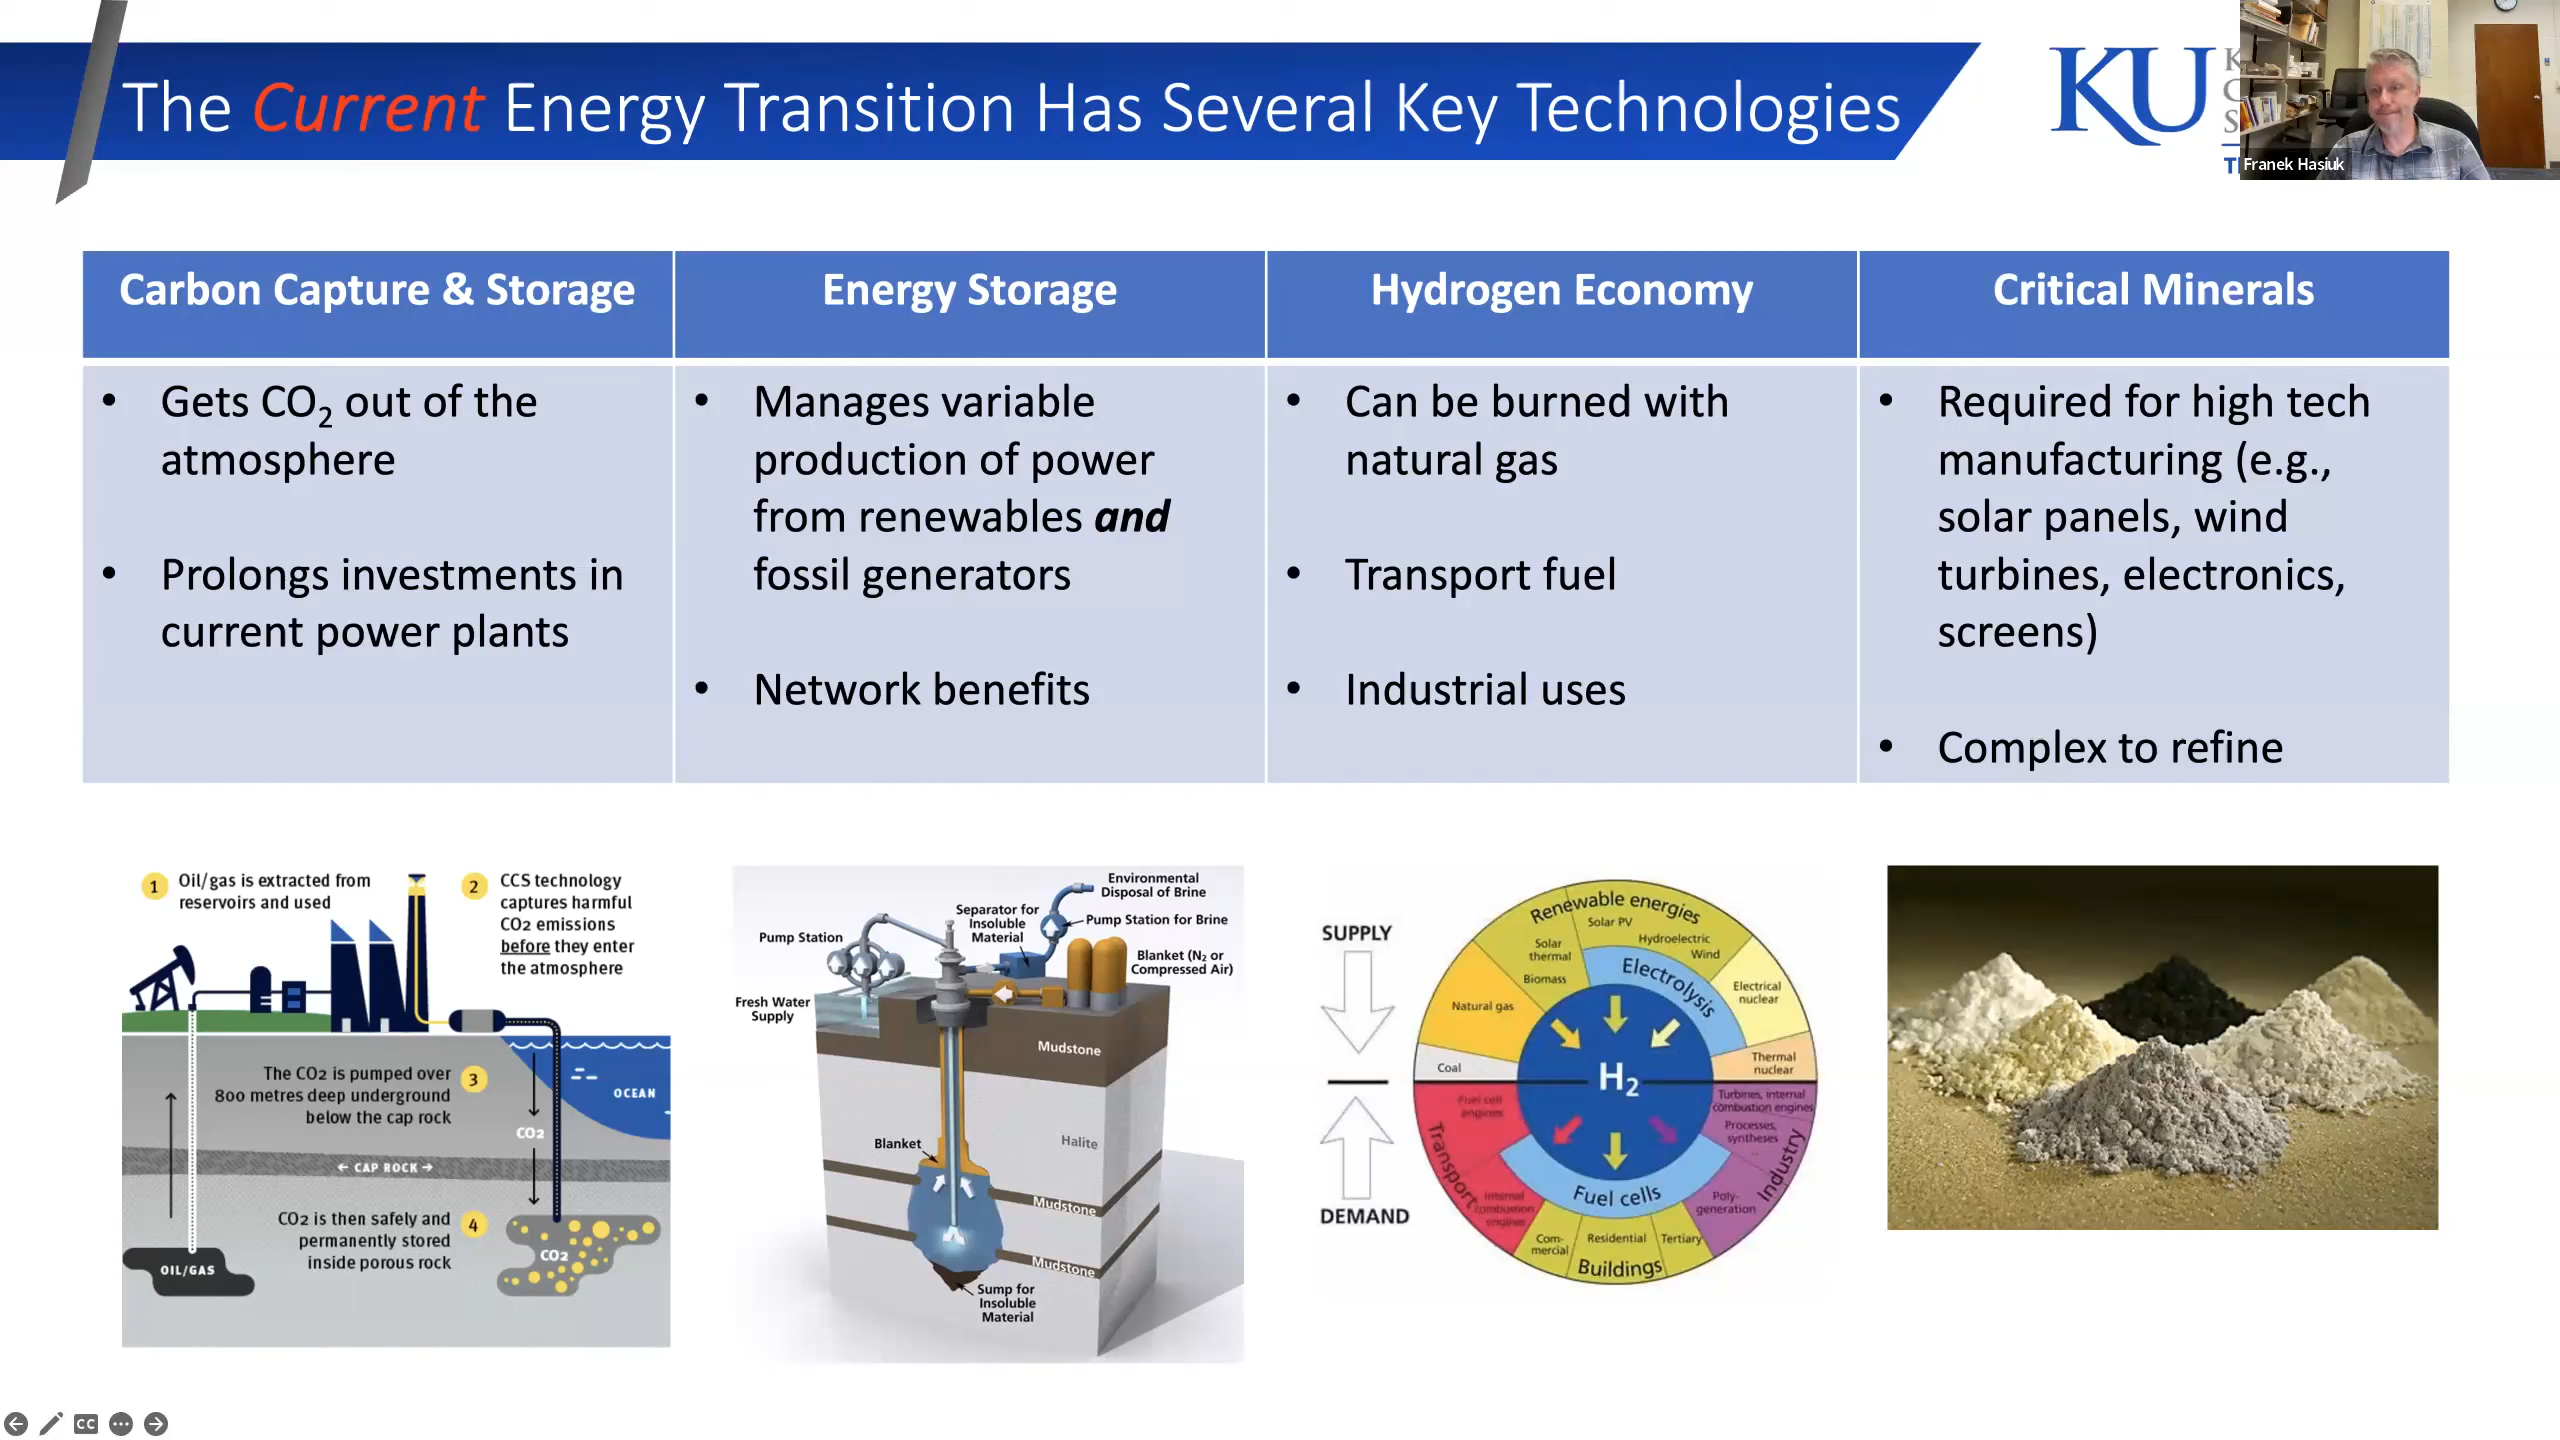 The Current Energy Transition Has Several Key Technologies
KU
Franek Hasiuk
Carbon Capture & Storage
Gets CO₂ out of the
atmosphere
Prolongs investments in
current power plants
Energy Storage
Manages variable
production of power
from renewables and
fossil generators
Network benefits
Hydrogen Economy
Can be burned with
natural gas
Transport fuel
Industrial uses
Critical Minerals
Required for high tech
manufacturing (e.g.,
solar panels, wind
turbines, electronics,
screens)
Complex to refine
1
Oil/gas is extracted from
reservoirs and used
2
CCS technology
captures harmful
CO2 emissions
before they enter
the atmosphere
The CO2 is pumped over
800 metres deep underground
below the cap rock
3
OCEAN
CO2
← CAP ROCK →
CO2 is then safely and
permanently stored
inside porous rock
4
CO2
OIL/GAS
Environmental
Disposal of Brine
Separator for
Insoluble
Material
Pump Station for Brine
Pump Station
Blanket (N₂ or
Compressed Air)
Fresh Water
Supply
Mudstone
Blanket
Halite
Mudstone
Mudstone
Sump for
Insoluble
Material
SUPPLY
DEMAND
Renewable energies
Solar PV
Hydroelectric
Wind
Solar
thermal
Biomass
Electrolysis
Electrical
nuclear
Natural gas
Coal
Thermal
nuclear
H₂
Fuel cell
engines
Transport
Internal
combustion
engines
Turbines, internal
combustion engines
Processes,
syntheses
Industry
Poly-
generation
Fuel cells
Com-
mercial
Residential
Tertiary
Buildings
CC